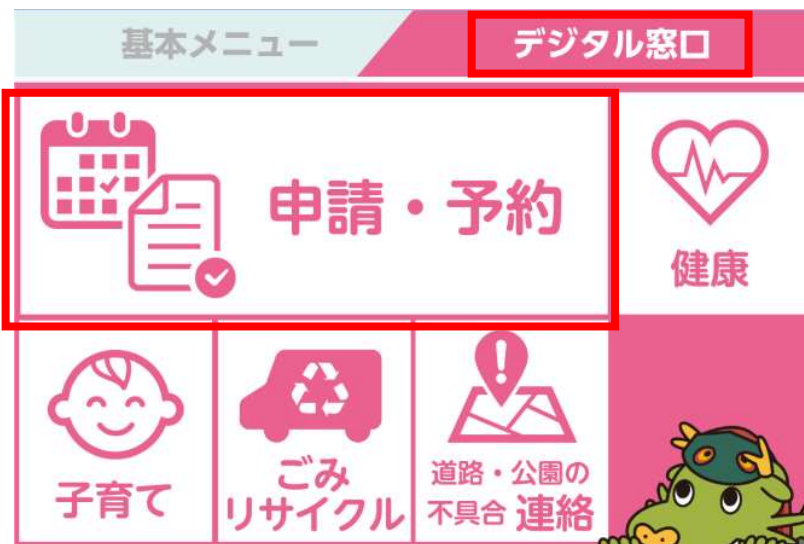 基本メニュー
デジタル窓口
申請・予約
健康
子育て
ごみ
リサイクル
道路・公園の
不具合 連絡